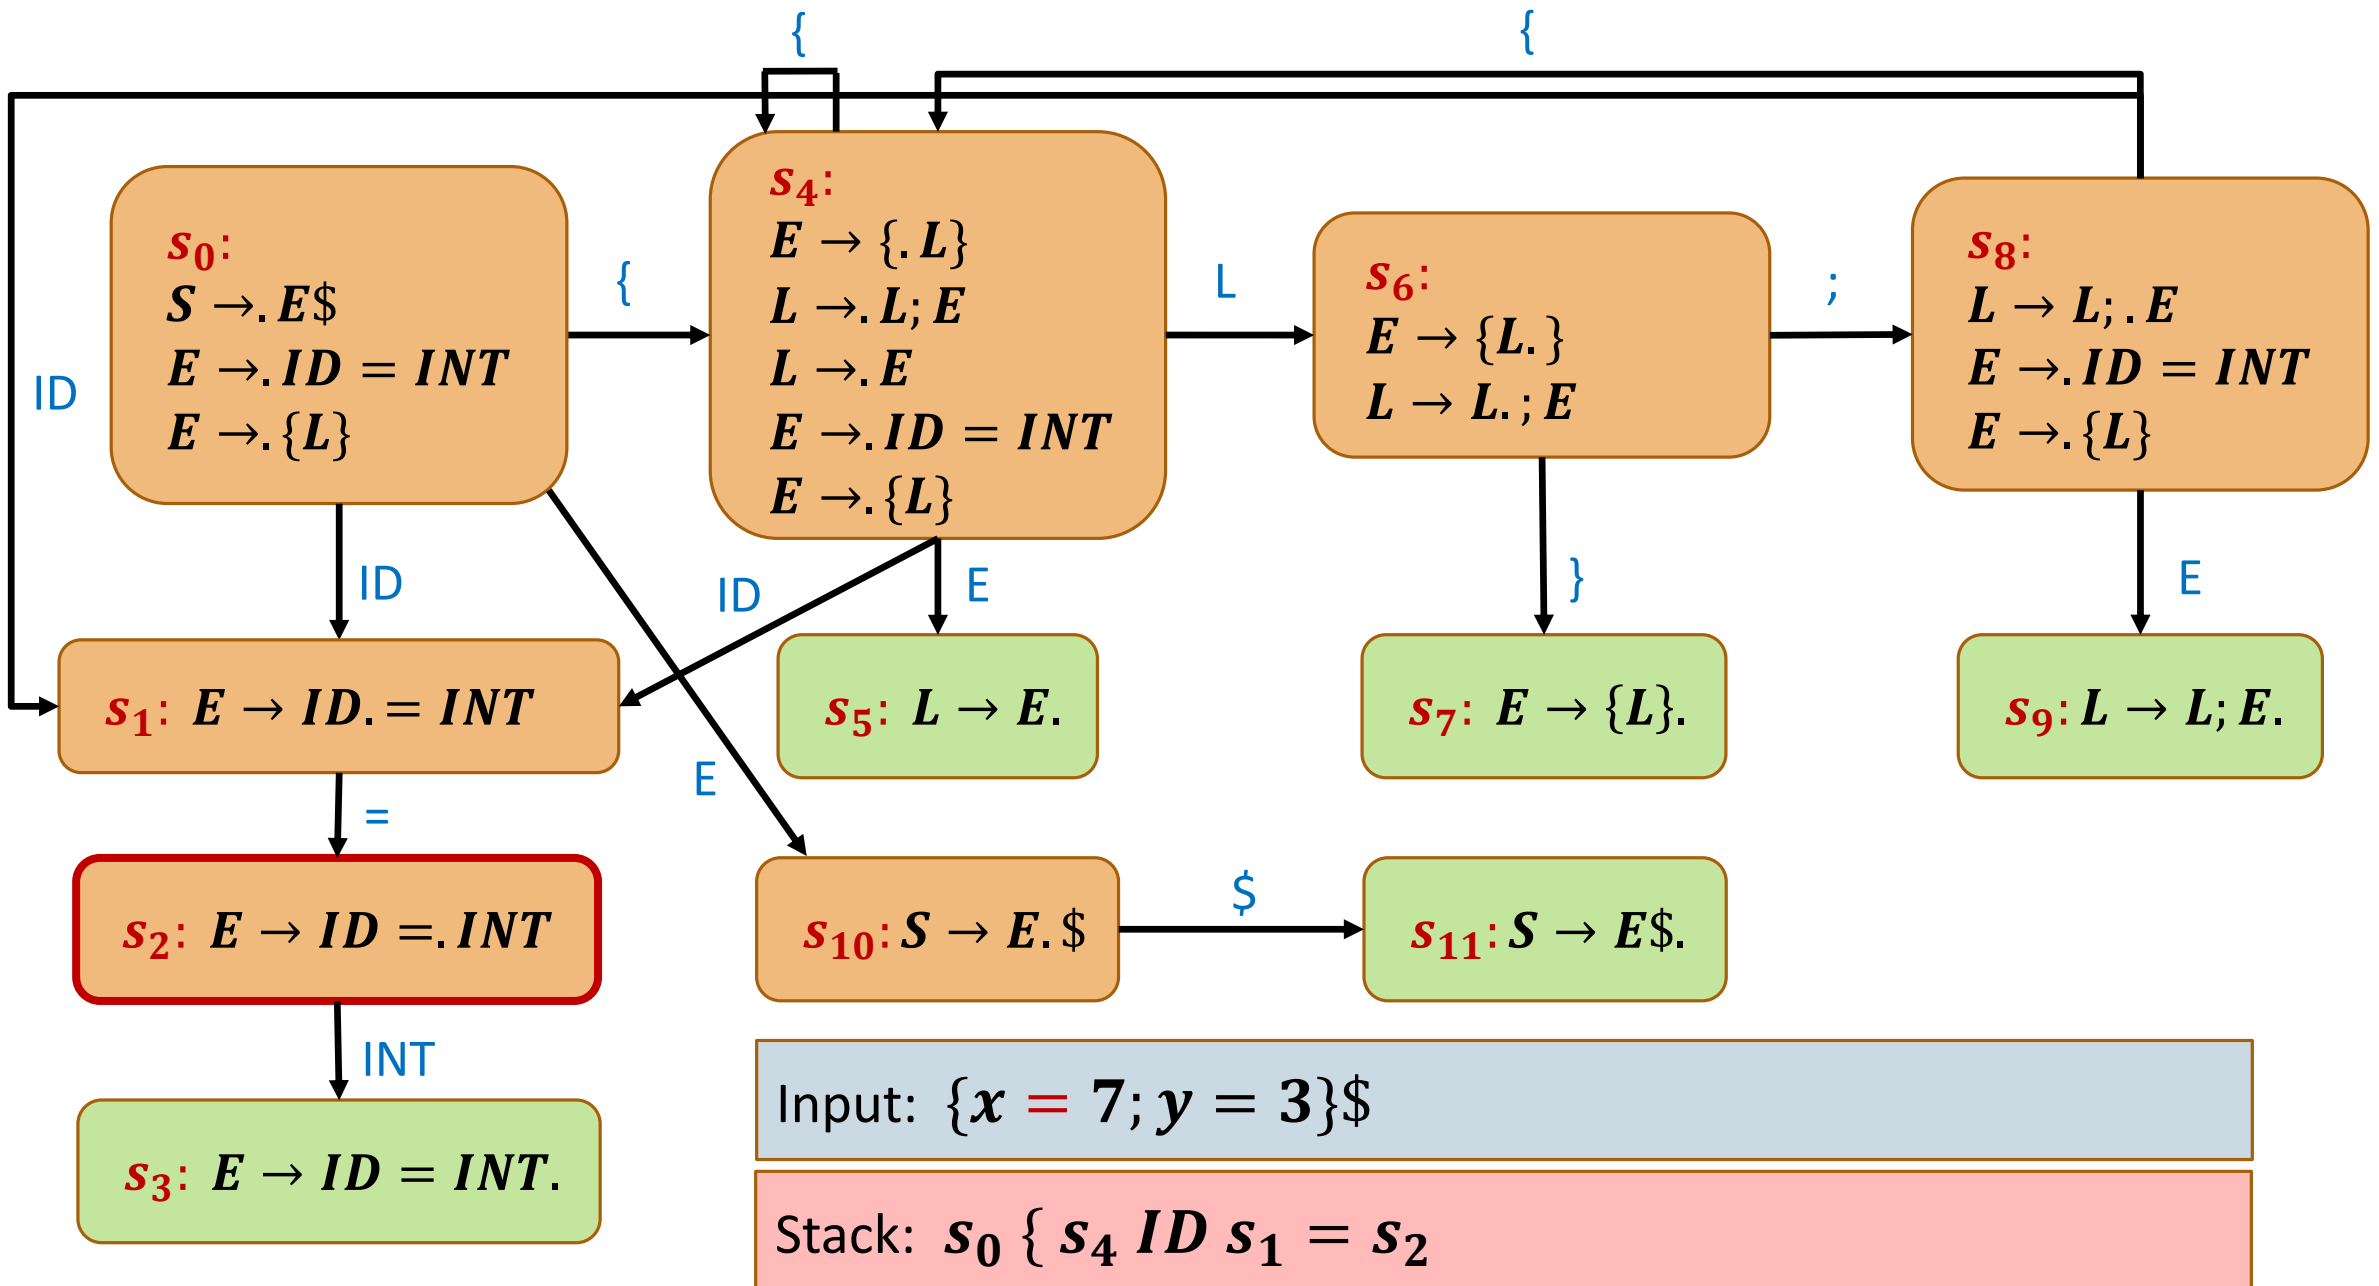 {
{
s₀:
S →. E$
E →. ID = INT
E →. {L}
{
s₄:
E → {. L}
L →. L; E
L →. E
E →. ID = INT
E →. {L}
L
s₆:
E → {L. }
L → L. ; E
;
s₈:
L → L; . E
E →. ID = INT
E →. {L}
ID
ID
ID
E
}
E
s₁: E → ID. = INT
s₅: L → E.
s₇: E → {L}.
s₉: L → L; E.
E
=
s₂: E → ID =. INT
s₁₀: S → E. $
$
s₁₁: S → E$.
INT
s₃: E → ID = INT.
Input: {x = 7; y = 3}$
Stack: s₀ { s₄ ID s₁ = s₂